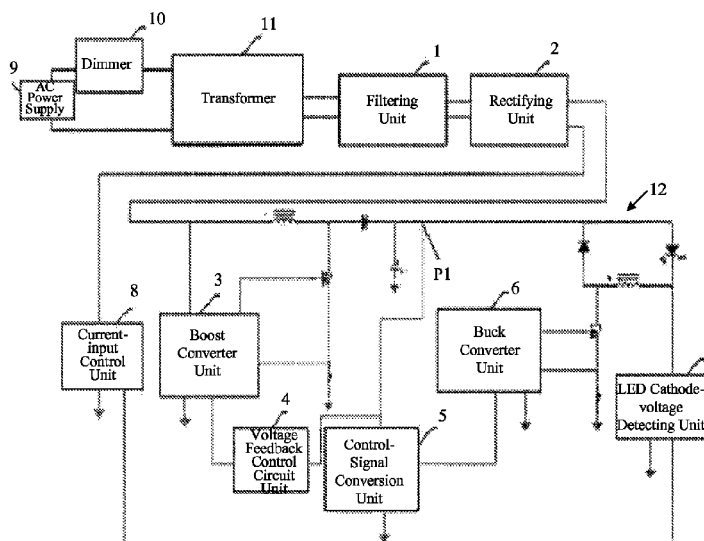 10
11
1
2
9
Dimmer
AC
Power
Supply
Transformer
Filtering
Unit
Rectifying
Unit
12
P1
8
3
6
Current-
input
Control
Unit
Boost
Converter
Unit
Buck
Converter
Unit
4
5
LED Cathode-
voltage
Detecting Unit
Voltage
Feedback
Control
Circuit
Unit
Control-
Signal
Conversion
Unit